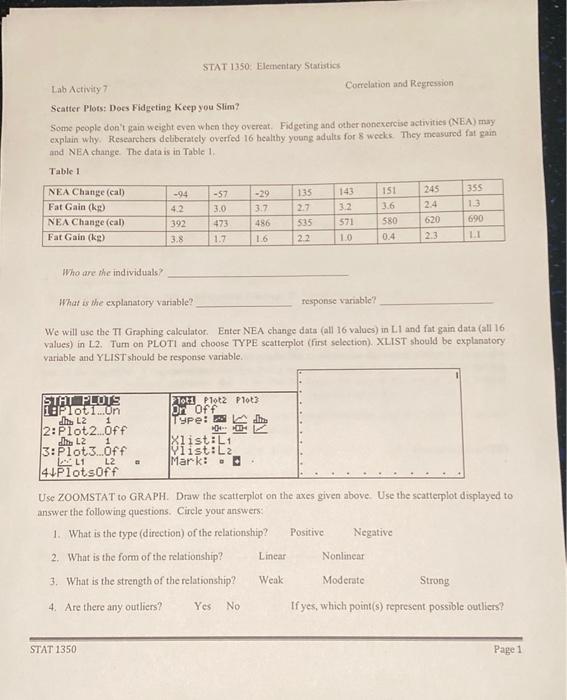 STAT 1350: Elementary Statistics
Lab Activity 7 Correlation and Regression
Scatter Plots: Does Fidgeting Keep you Slim?
Some people don't gain weight even when they overeat. Fidgeting and other nonexercise activities (NEA) may
explain why. Researchers deliberately overfed 16 healthy young adults for 8 weeks. They measured fat gain
and NEA change. The data is in Table 1.
Table 1
NEA Change (cal) -94 -57 -29 135 143 151 245 355
Fat Gain (kg) 4.2 3.0 3.7 2.7 3.2 3.6 2.4 1.3
NEA Change (cal) 392 473 486 535 571 580 620 690
Fat Gain (kg) 3.8 1.7 1.6 2.2 1.0 0.4 2.3 1.1
Who are the individuals?
What is the explanatory variable? response variable?
We will use the TI Graphing calculator. Enter NEA change data (all 16 values) in L1 and fat gain data (all 16
values) in L2. Turn on PLOT1 and choose TYPE scatterplot (first selection). XLIST should be explanatory
variable and YLIST should be response variable.
STAT PLOTS
1:Plot1...On
L2 1
2:Plot2...Off
L2 1
3:Plot3...Off
L1 L2
4↓PlotsOff
Plot1 Plot2 Plot3
On Off
Type:
Xlist:L1
Ylist:L2
Mark:
Use ZOOMSTAT to GRAPH. Draw the scatterplot on the axes given above. Use the scatterplot displayed to
answer the following questions. Circle your answers:
1. What is the type (direction) of the relationship? Positive Negative
2. What is the form of the relationship? Linear Nonlinear
3. What is the strength of the relationship? Weak Moderate Strong
4. Are there any outliers? Yes No If yes, which point(s) represent possible outliers?
STAT 1350 Page 1